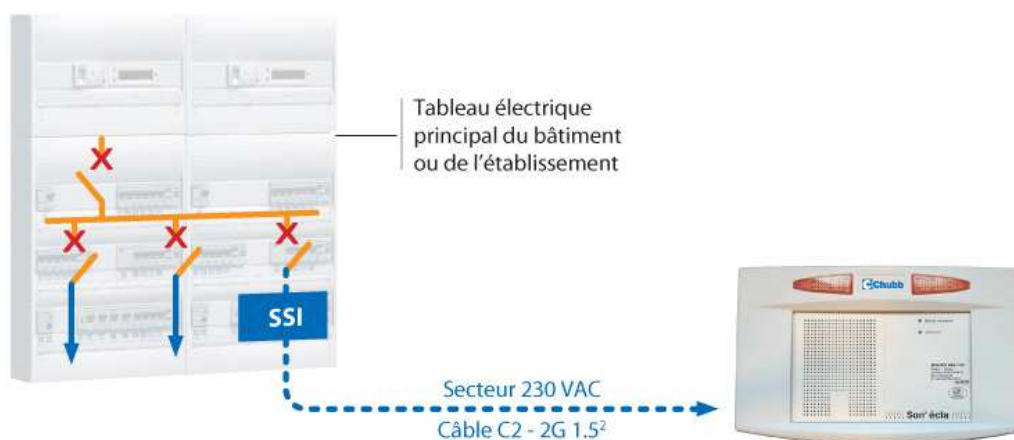 Tableau électrique
principal du bâtiment
ou de l'établissement
SSI
Chubb
Son' écla
Secteur 230 VAC
Câble C2 - 2G 1.5²